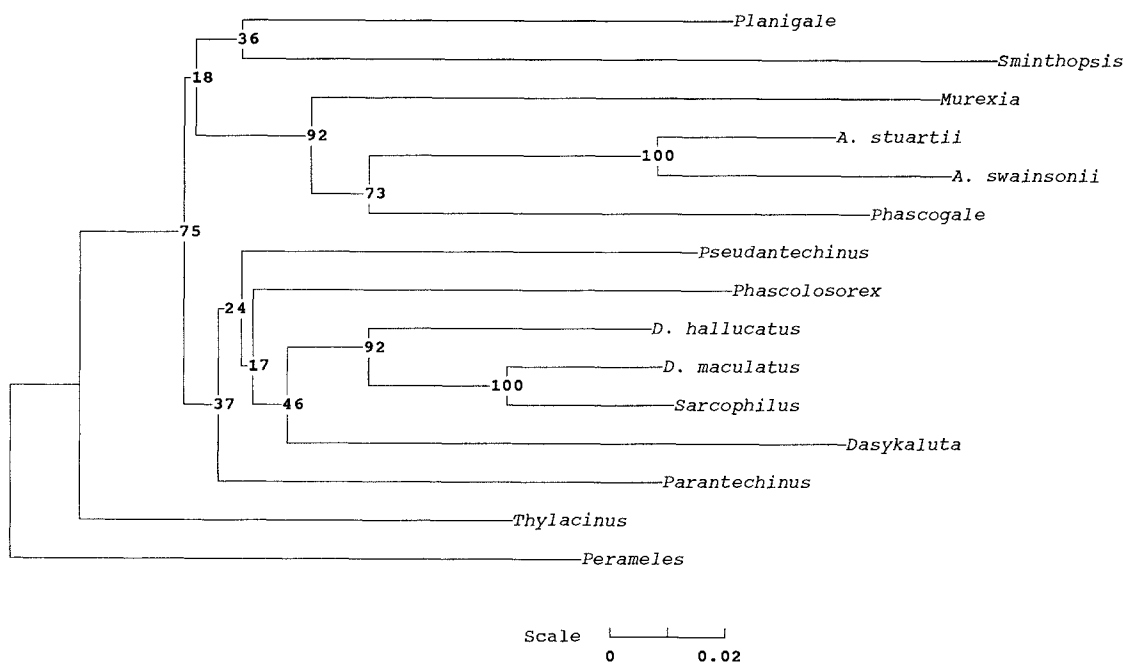 Planigale
36
Sminthopsis
18
Murexia
92
A. stuartii
100
A. swainsonii
73
Phascogale
75
Pseudantechinus
Phascolosorex
24
D. hallucatus
92
17
D. maculatus
100
37
46
Sarcophilus
Dasykaluta
Parantechinus
Thylacinus
Perameles
Scale
0 0.02